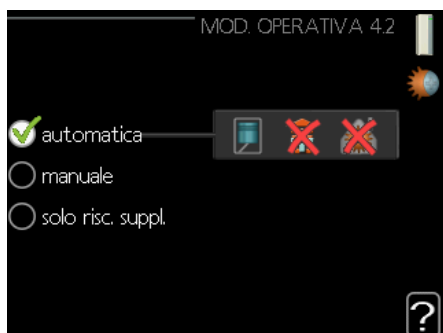 MOD. OPERATIVA 4.2
automatica
manuale
solo risc. suppl.
?